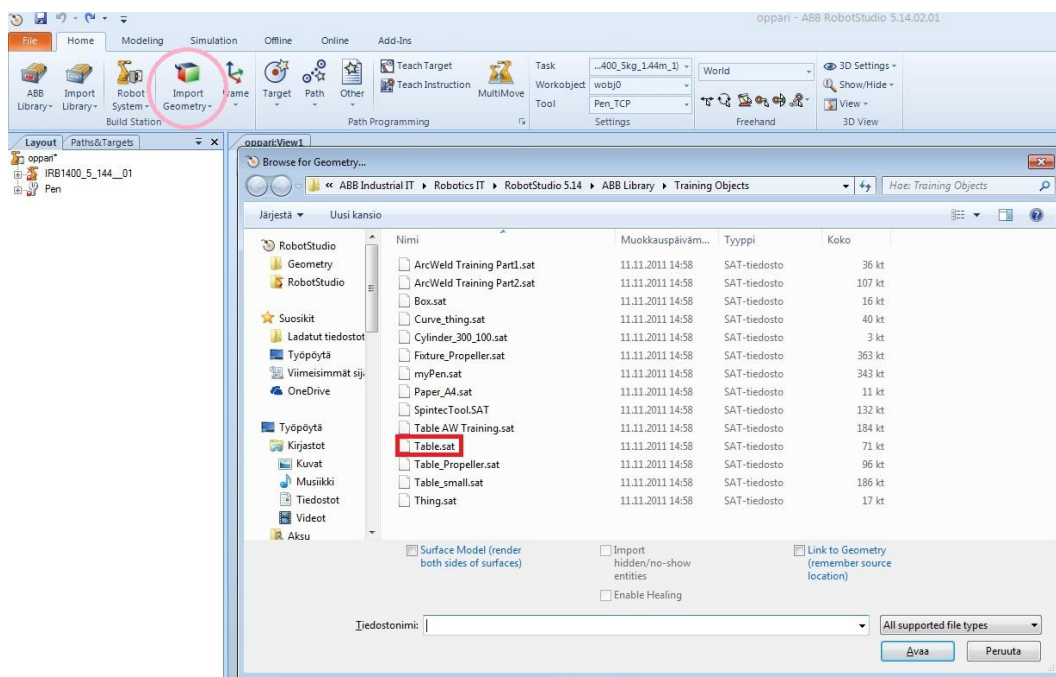 oppari - ABB RobotStudio 5.14.02.01
File Home Modeling Simulation Offline Online Add-Ins
ABB Library Import Library Robot System Import Geometry Frame
Build Station
Target Path Other Teach Target Teach Instruction MultiMove
Path Programming
Task ...400_5kg_1.44m_1)
Workobject wobj0
Tool Pen_TCP
Settings
World
Freehand
3D Settings
Show/Hide
View
3D View
Layout Paths&Targets
oppari:View1
oppari*
IRB1400_5_144__01
Pen
Browse for Geometry...
« ABB Industrial IT Robotics IT RobotStudio 5.14 ABB Library Training Objects
Hae: Training Objects
Järjestä Uusi kansio
RobotStudio
Geometry
RobotStudio
Suosikit
Ladatut tiedostot
Työpöytä
Viimeisimmät sij
OneDrive
Työpöytä
Kirjastot
Kuvat
Musiikki
Tiedostot
Videot
Aksu
Nimi Muokkauspäiväm... Tyyppi Koko
ArcWeld Training Part1.sat 11.11.2011 14:58 SAT-tiedosto 36 kt
ArcWeld Training Part2.sat 11.11.2011 14:58 SAT-tiedosto 107 kt
Box.sat 11.11.2011 14:58 SAT-tiedosto 16 kt
Curve_thing.sat 11.11.2011 14:58 SAT-tiedosto 40 kt
Cylinder_300_100.sat 11.11.2011 14:58 SAT-tiedosto 3 kt
Fixture_Propeller.sat 11.11.2011 14:58 SAT-tiedosto 363 kt
myPen.sat 11.11.2011 14:58 SAT-tiedosto 343 kt
Paper_A4.sat 11.11.2011 14:58 SAT-tiedosto 11 kt
SpintecTool.SAT 11.11.2011 14:58 SAT-tiedosto 132 kt
Table AW Training.sat 11.11.2011 14:58 SAT-tiedosto 184 kt
Table.sat 11.11.2011 14:58 SAT-tiedosto 71 kt
Table_Propeller.sat 11.11.2011 14:58 SAT-tiedosto 96 kt
Table_small.sat 11.11.2011 14:58 SAT-tiedosto 186 kt
Thing.sat 11.11.2011 14:58 SAT-tiedosto 17 kt
Surface Model (render
both sides of surfaces)
Import
hidden/no-show
entities
Enable Healing
Link to Geometry
(remember source
location)
Tiedostonimi:
All supported file types
Avaa Peruuta